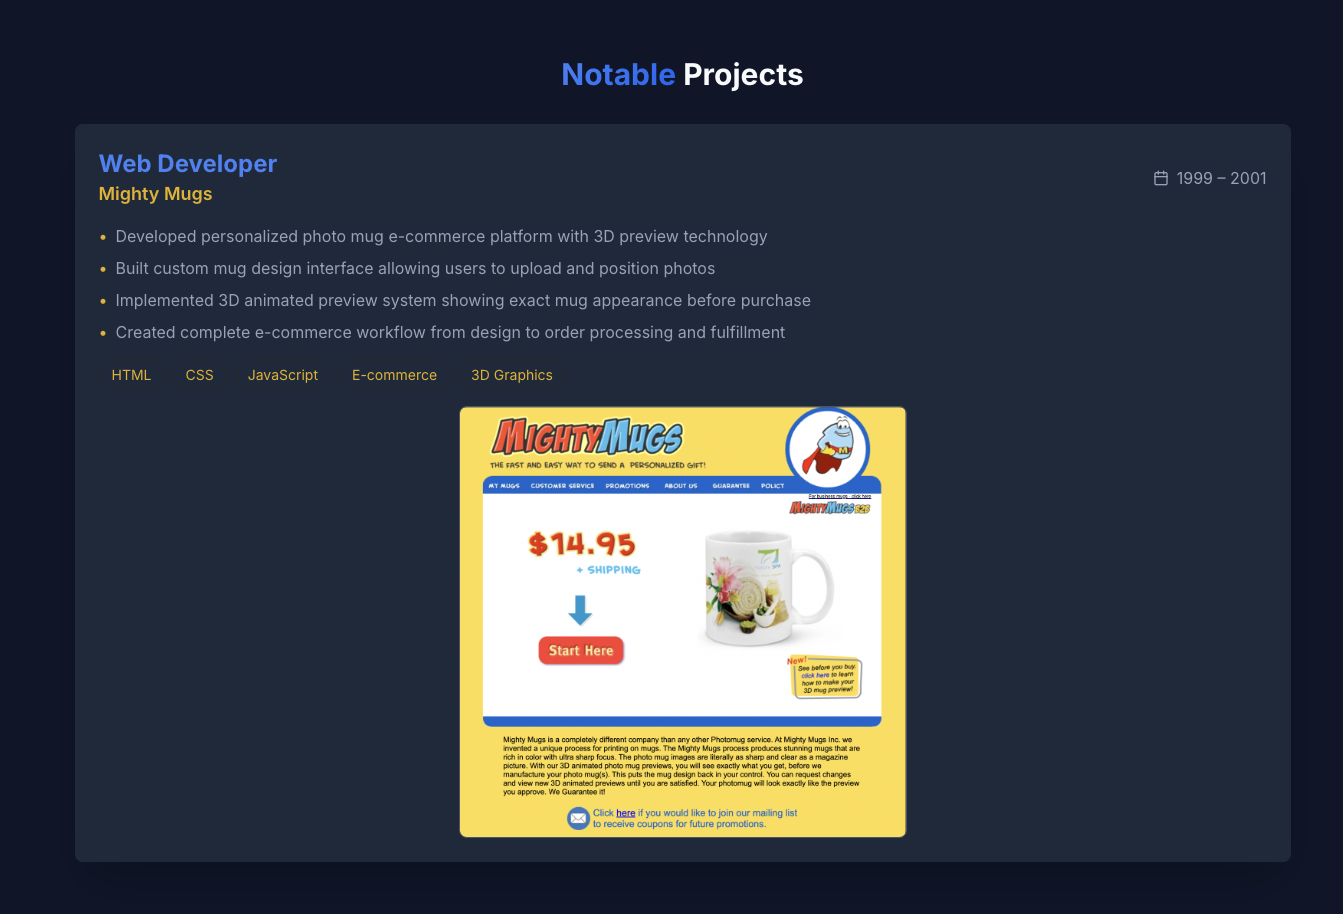 Notable Projects
Web Developer
Mighty Mugs
1999 – 2001
• Developed personalized photo mug e-commerce platform with 3D preview technology
• Built custom mug design interface allowing users to upload and position photos
• Implemented 3D animated preview system showing exact mug appearance before purchase
• Created complete e-commerce workflow from design to order processing and fulfillment
HTML CSS JavaScript E-commerce 3D Graphics
MIGHTYMUGS
THE FAST AND EASY WAY TO SEND A PERSONALIZED GIFT!
M
MY MUGS CUSTOMER SERVICE PROMOTIONS ABOUT US GUARANTEE POLICY
For business mugs - click here
MIGHTYMUGS B2B
$14.95
+ SHIPPING
Start Here
New!
See before you buy.
click here to learn
how to make your
3D mug preview!
Mighty Mugs is a completely different company than any other Photomug service. At Mighty Mugs Inc. we
invented a unique process for printing on mugs. The Mighty Mugs process produces stunning mugs that are
rich in color with ultra sharp focus. The photo mug images are literally as sharp and clear as a magazine
picture. With our 3D animated photo mug previews, you will see exactly what you get, before we
manufacture your photo mug(s). This puts the mug design back in your control. You can request changes
and view new 3D animated previews until you are satisfied. Your photomug will look exactly like the preview
you approve. We Guarantee it!
Click here if you would like to join our mailing list
to receive coupons for future promotions.